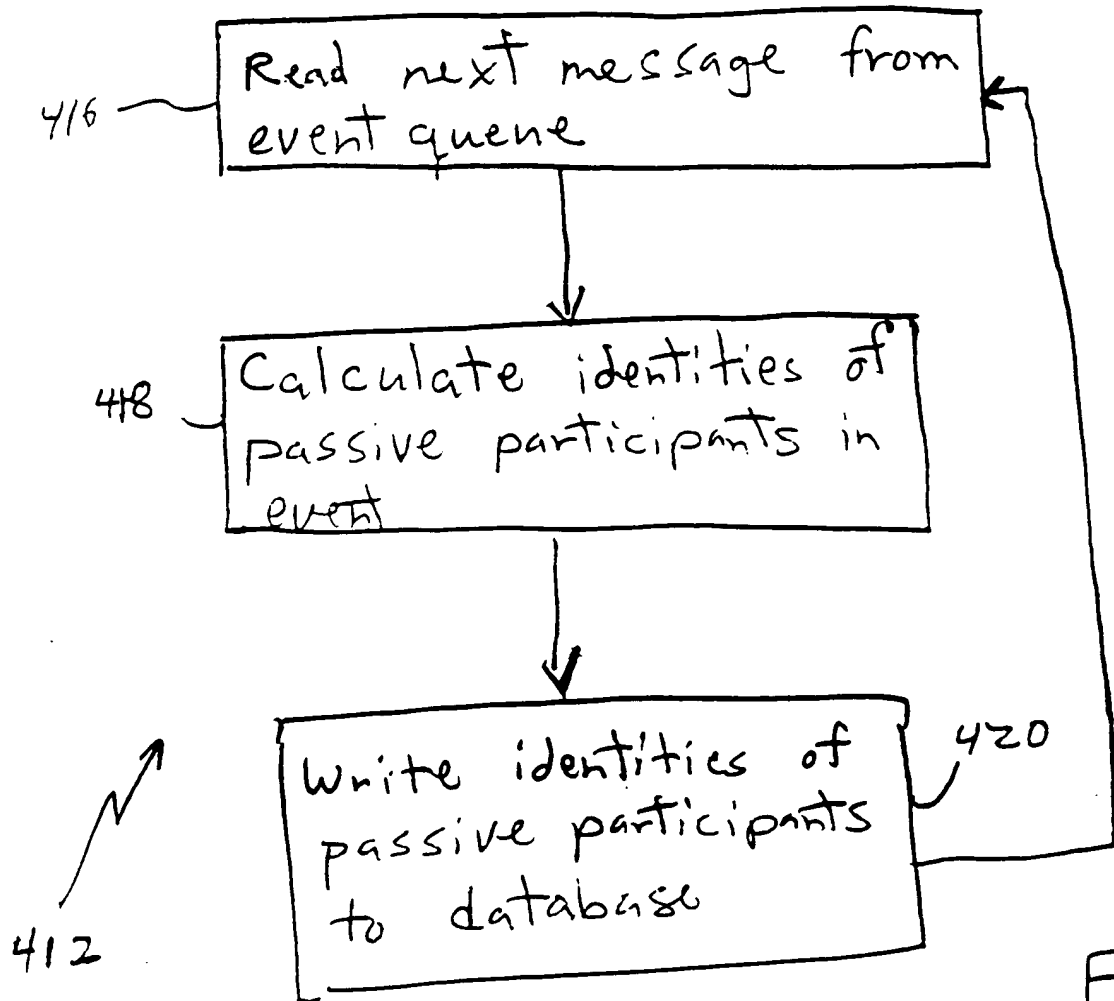 Read next message from
event queue
416
Calculate identities of
passive participants in
event
418
Write identities of
passive participants
to database
420
412